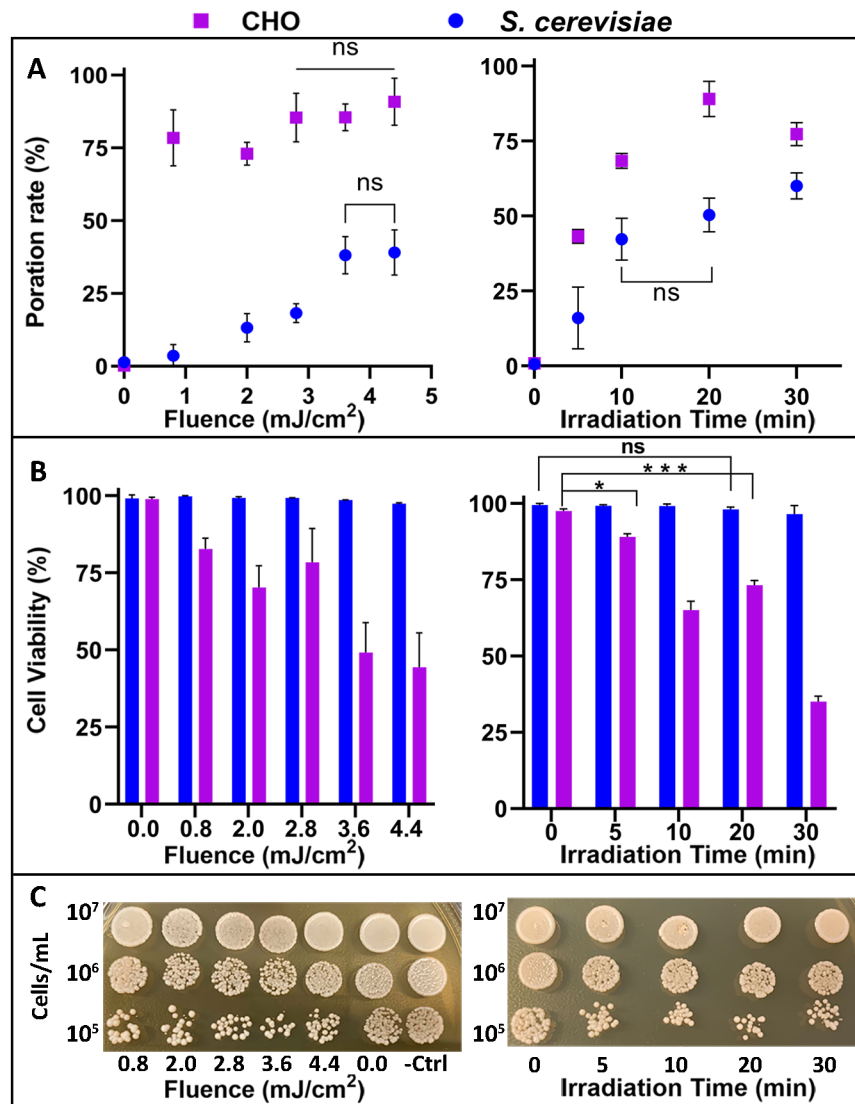 CHO S. cerevisiae
A
ns
ns
100
75
50
25
0
Poration rate (%)
0 1 2 3 4 5
Fluence (mJ/cm²)
100
75
50
25
0
ns
0 10 20 30
Irradiation Time (min)
B
100
75
50
25
0
Cell Viability (%)
0.0 0.8 2.0 2.8 3.6 4.4
Fluence (mJ/cm²)
ns
* * *
*
100
75
50
25
0
0 5 10 20 30
Irradiation Time (min)
C
10⁷
10⁶
10⁵
Cells/mL
0.8 2.0 2.8 3.6 4.4 0.0 -Ctrl
Fluence (mJ/cm²)
10⁷
10⁶
10⁵
0 5 10 20 30
Irradiation Time (min)